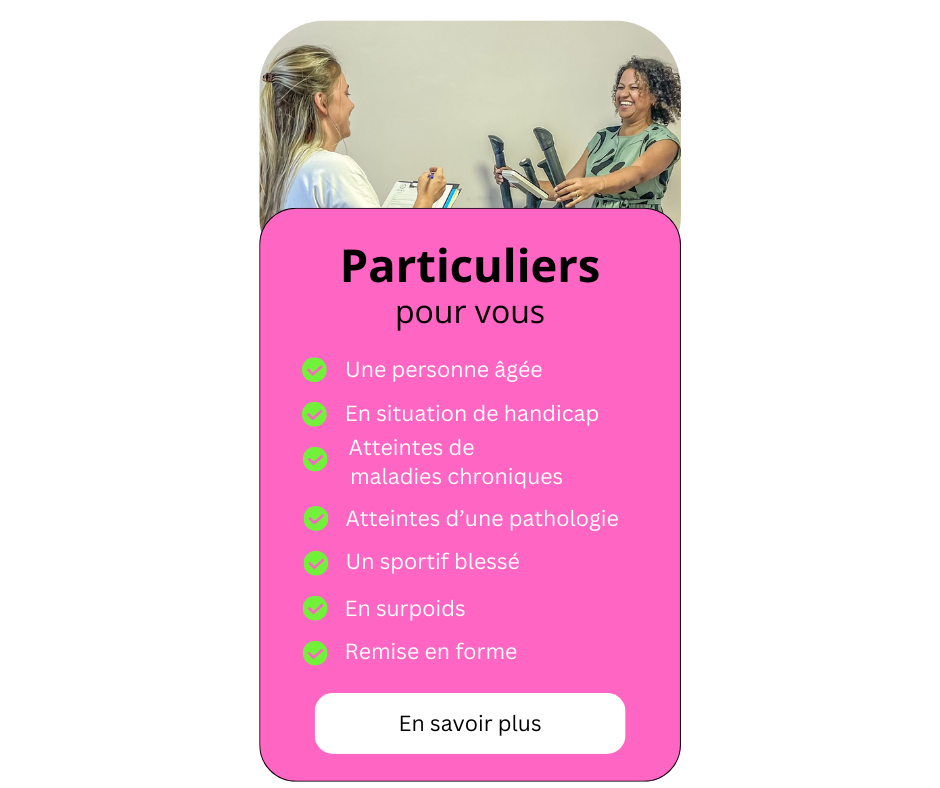 Particuliers
pour vous
Une personne âgée
En situation de handicap
Atteintes de
maladies chroniques
Atteintes d’une pathologie
Un sportif blessé
En surpoids
Remise en forme
En savoir plus